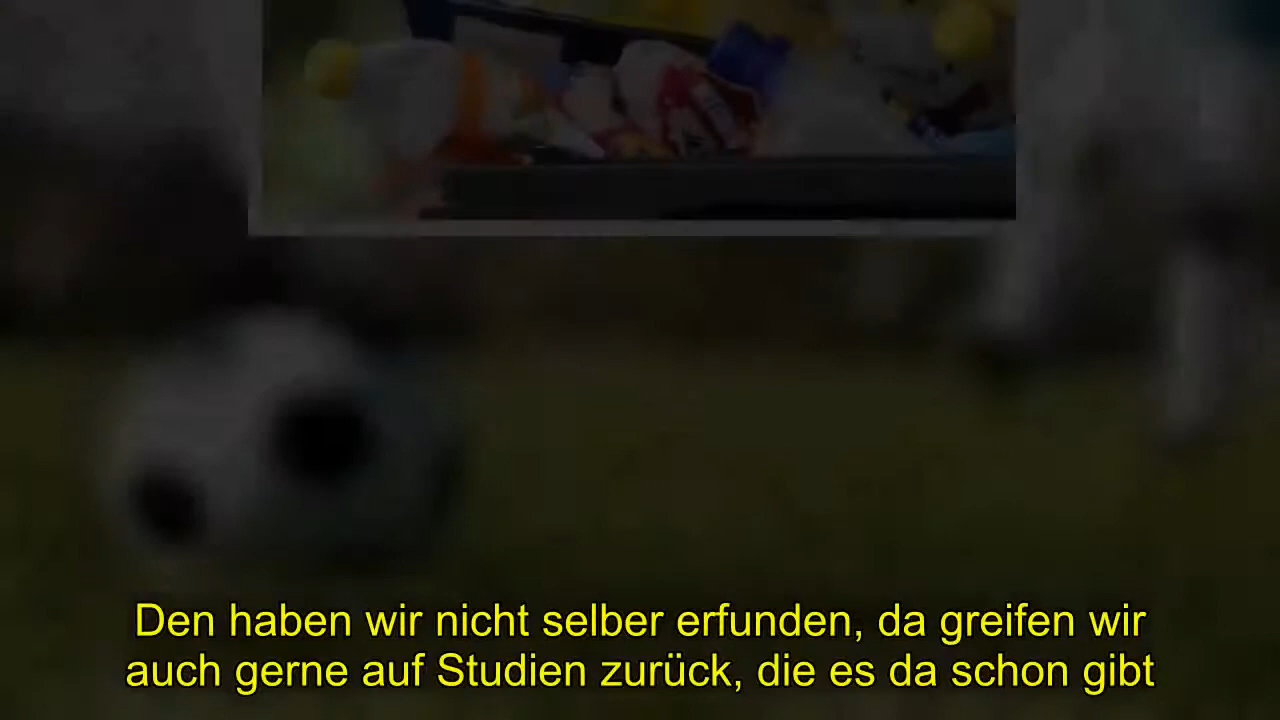 Den haben wir nicht selber erfunden, da greifen wir
auch gerne auf Studien zurück, die es da schon gibt